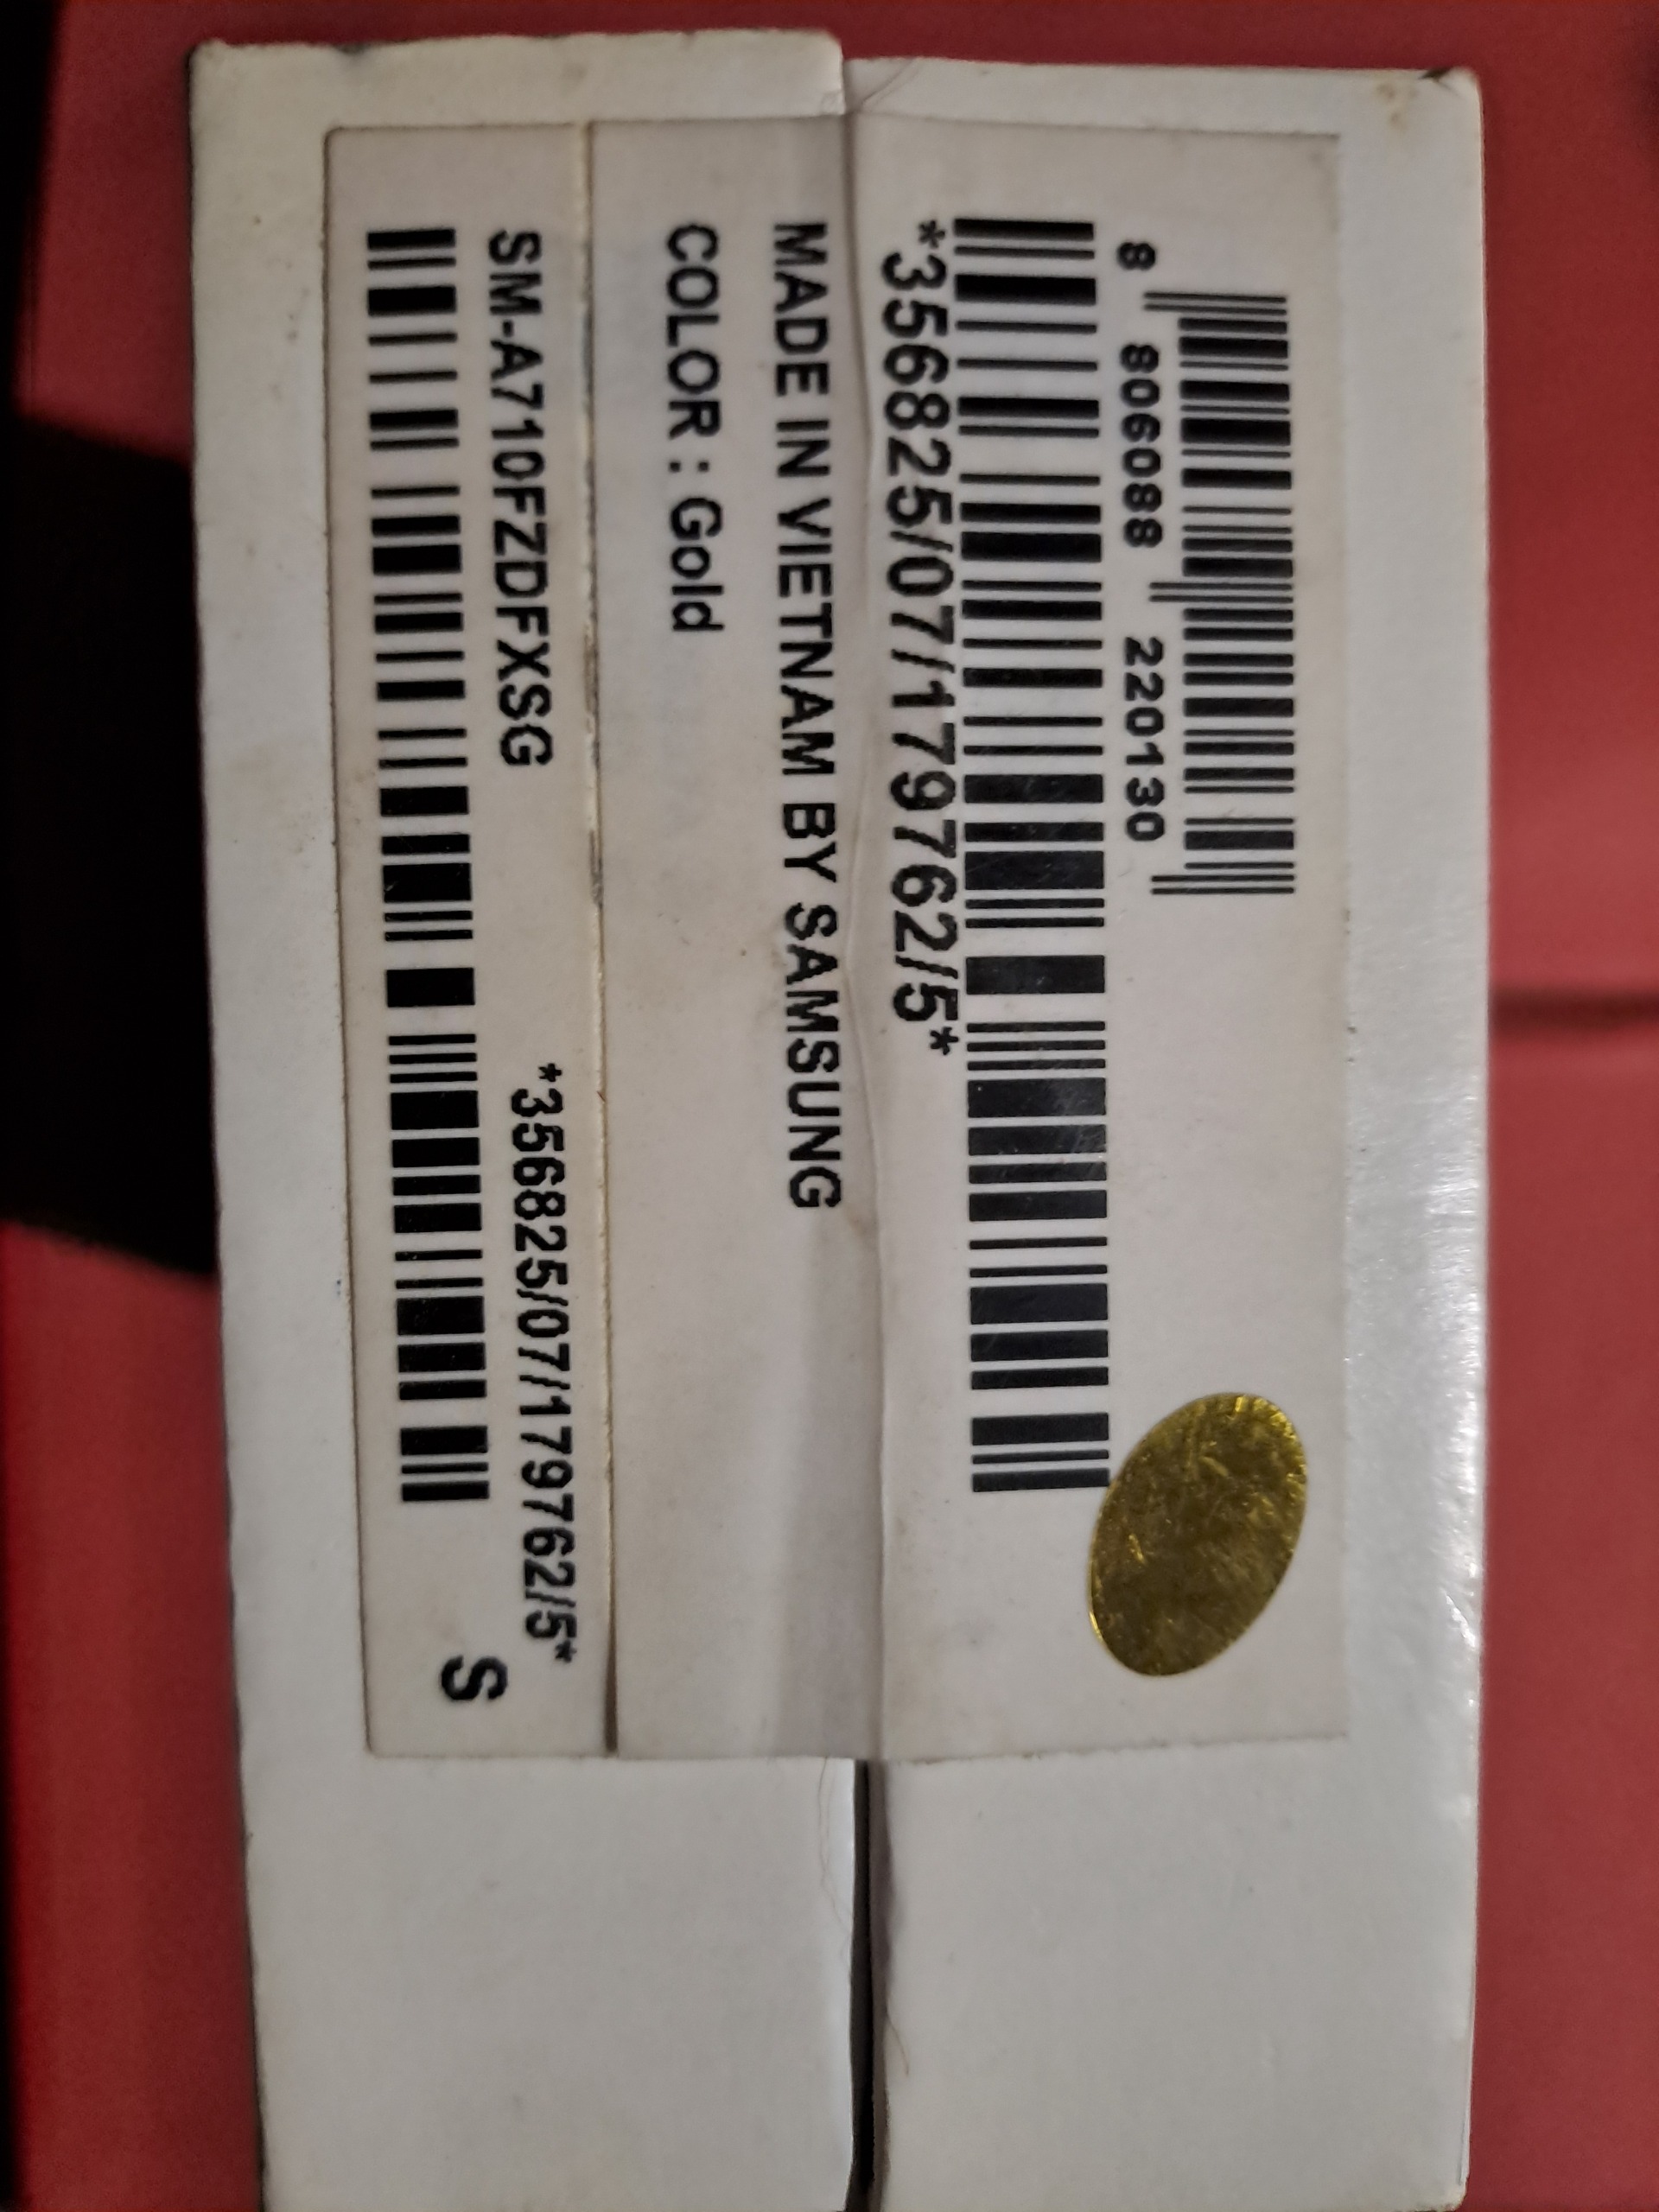 8 806088 220130
*356825/07/179762/5*
MADE IN VIETNAM BY SAMSUNG
COLOR : Gold
*356825/07/179762/5*
SM-A710FZDFXSG
S